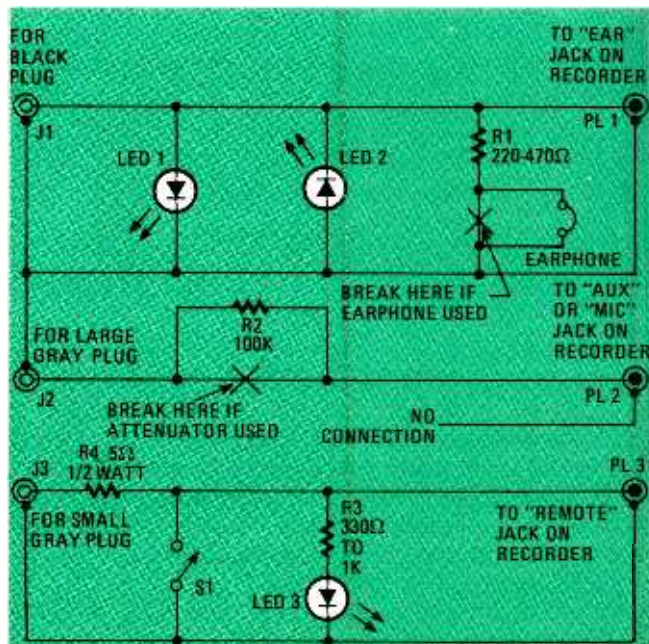 FOR
BLACK
PLUG
TO "EAR"
JACK ON
RECORDER
J1
PL 1
LED 1
LED 2
R1
220-470Ω
EARPHONE
BREAK HERE IF
EARPHONE USED
TO "AUX"
OR "MIC"
JACK ON
RECORDER
FOR LARGE
GRAY PLUG
R2
100K
J2
BREAK HERE IF
ATTENUATOR USED
PL 2
NO
CONNECTION
J3
R4 5Ω
1/2 WATT
PL 3
FOR SMALL
GRAY PLUG
S1
R3
330Ω
TO
1K
LED 3
TO "REMOTE"
JACK ON
RECORDER